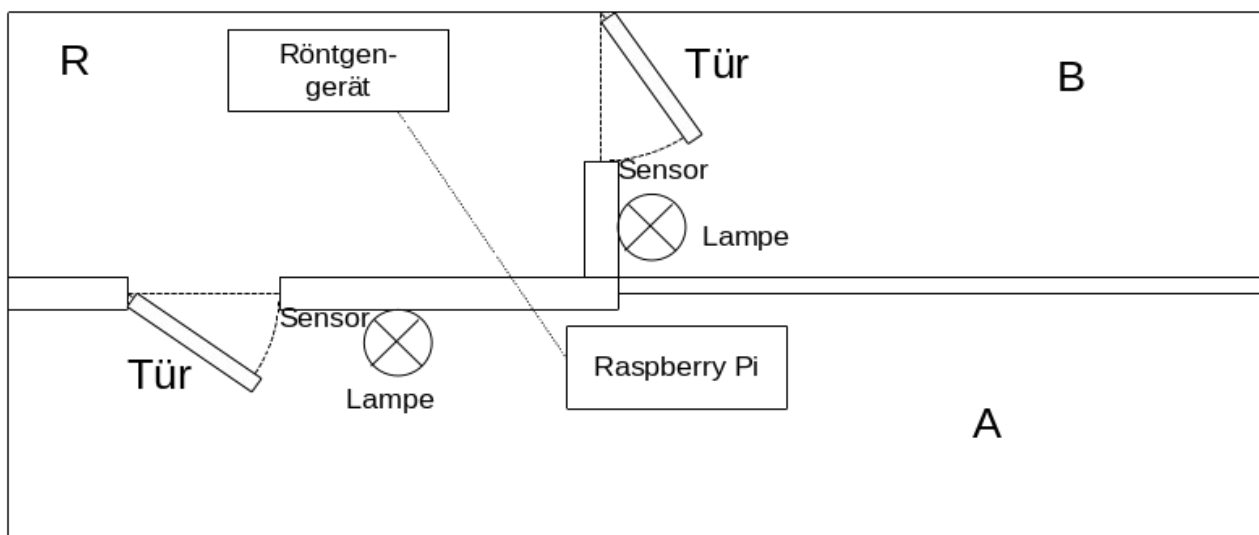 R
Röntgen-
gerät
Tür
B
Sensor
Lampe
Sensor
Tür
Lampe
Raspberry Pi
A